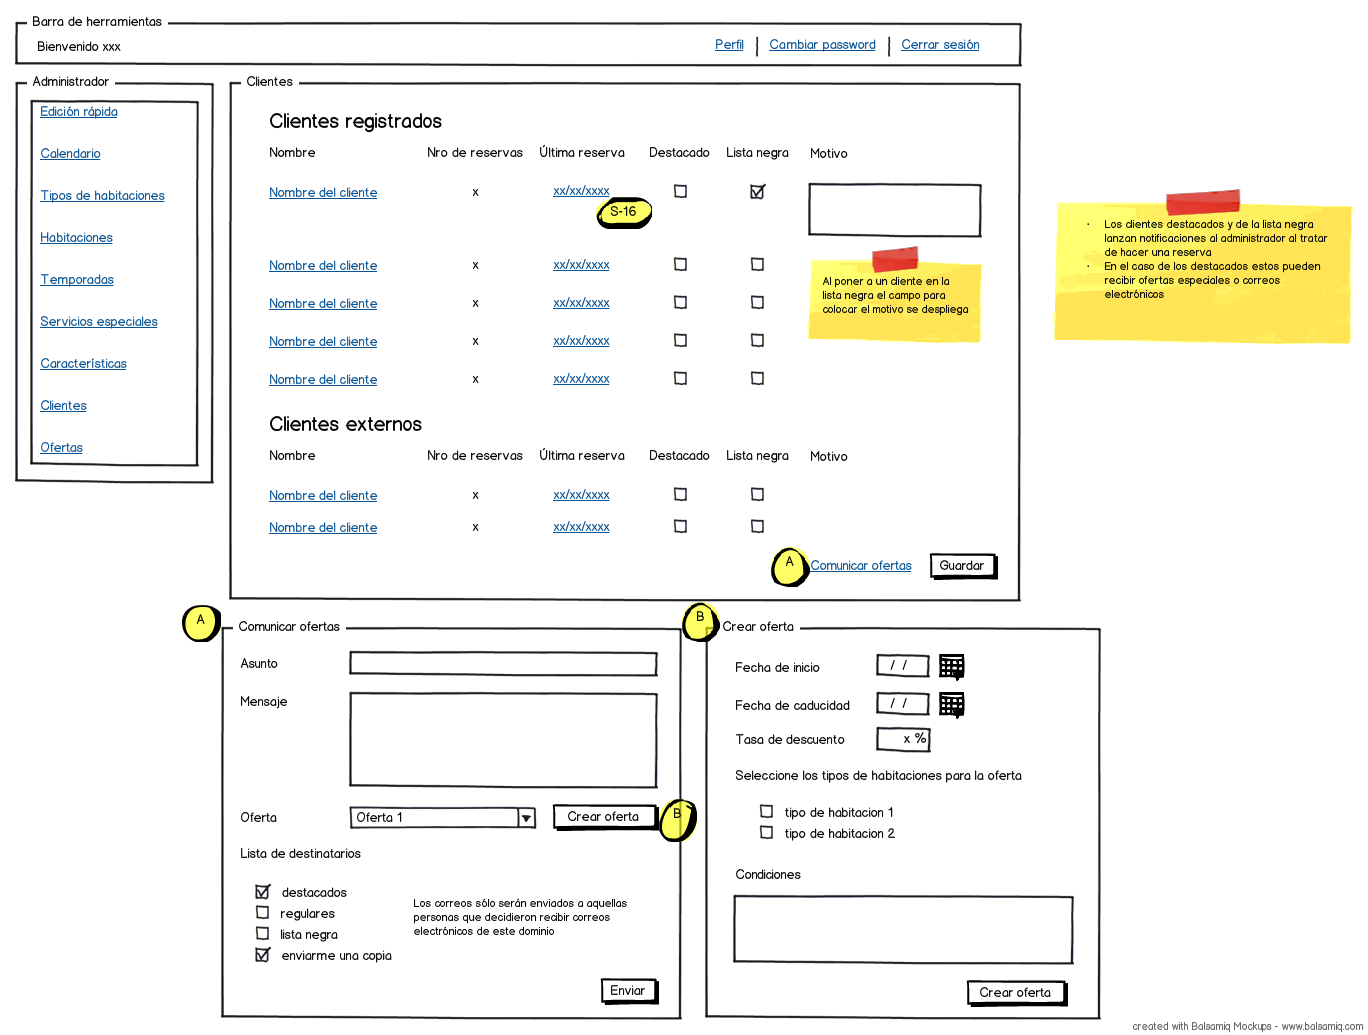 Barra de herramientas
Bienvenido xxx
Perfil
Cambiar password
Cerrar sesión
Administrador
Edición rápida
Calendario
Tipos de habitaciones
Habitaciones
Temporadas
Servicios especiales
Características
Clientes
Ofertas
Clientes
Clientes registrados
Nombre Nro de reservas Última reserva Destacado Lista negra Motivo
Nombre del cliente x xx/xx/xxxx
S-16
Nombre del cliente x xx/xx/xxxx
Nombre del cliente x xx/xx/xxxx
Nombre del cliente x xx/xx/xxxx
Nombre del cliente x xx/xx/xxxx
Al poner a un cliente en la
lista negra el campo para
colocar el motivo se despliega
Clientes externos
Nombre Nro de reservas Última reserva Destacado Lista negra Motivo
Nombre del cliente x xx/xx/xxxx
Nombre del cliente x xx/xx/xxxx
A
Comunicar ofertas
Guardar
· Los clientes destacados y de la lista negra
lanzan notificaciones al administrador al tratar
de hacer una reserva
· En el caso de los destacados estos pueden
recibir ofertas especiales o correos
electrónicos
A
Comunicar ofertas
Asunto
Mensaje
Oferta
Oferta 1
Crear oferta
B
Lista de destinatarios
destacados
regulares
lista negra
enviarme una copia
Los correos sólo serán enviados a aquellas
personas que decidieron recibir correos
electrónicos de este dominio
Enviar
B
Crear oferta
Fecha de inicio / /
Fecha de caducidad / /
Tasa de descuento x %
Seleccione los tipos de habitaciones para la oferta
tipo de habitacion 1
tipo de habitacion 2
Condiciones
Crear oferta
created with Balsamiq Mockups - www.balsamiq.com